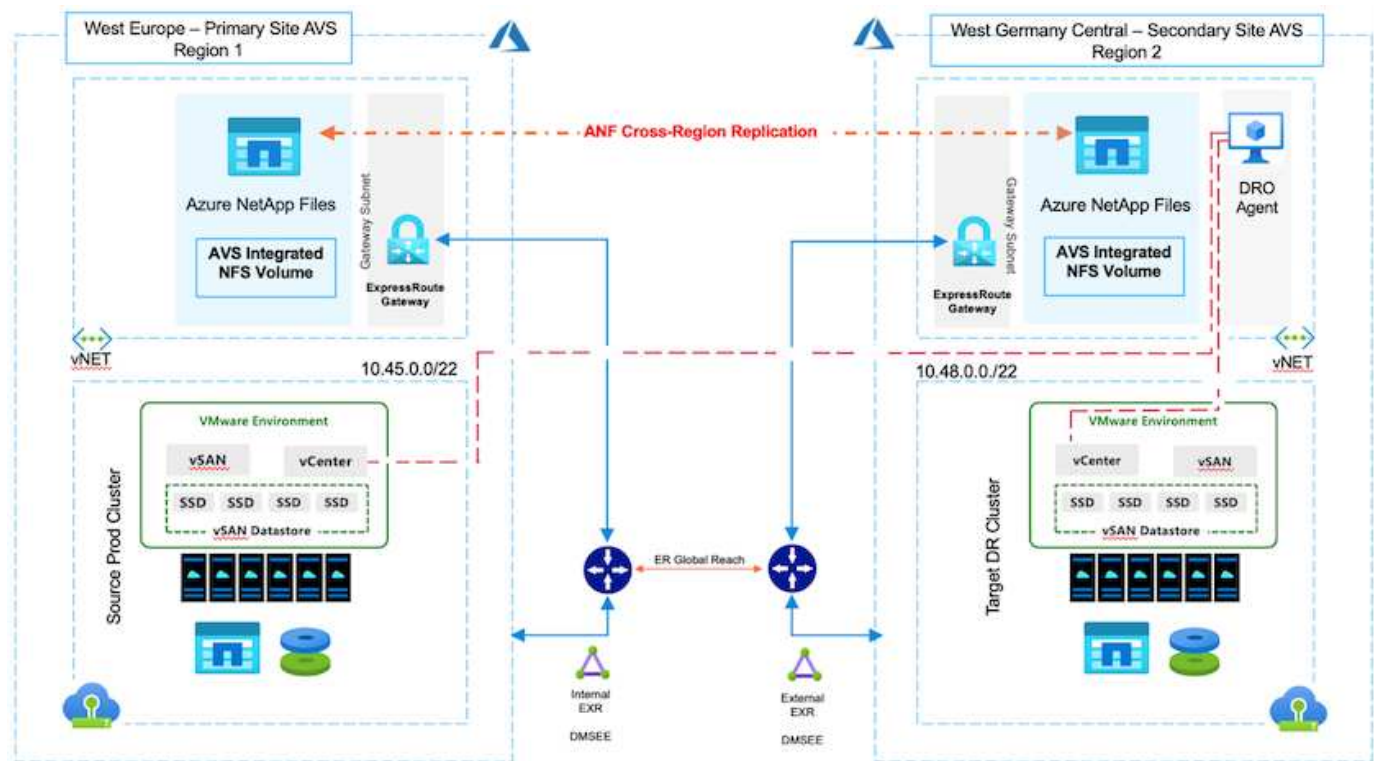 West Europe – Primary Site AVS
Region 1
West Germany Central – Secondary Site AVS
Region 2
ANF Cross-Region Replication
Azure NetApp Files
AVS Integrated
NFS Volume
Gateway Subnet
ExpressRoute
Gateway
Gateway Subnet
ExpressRoute
Gateway
Azure NetApp Files
AVS Integrated
NFS Volume
DRO
Agent
vNET
vNET
10.45.0.0/22
10.48.0.0./22
Source Prod Cluster
VMware Environment
vSAN
vCenter
SSD SSD SSD SSD
vSAN Datastore
ER Global Reach
Internal
EXR
DMSEE
External
EXR
DMSEE
Target DR Cluster
VMware Environment
vCenter
vSAN
SSD SSD SSD SSD
vSAN Datastore